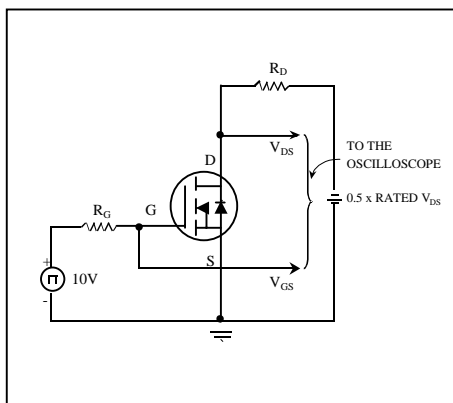 R_D
TO THE
OSCILLOSCOPE
D
V_DS
0.5 x RATED V_DS
R_G
G
S
+
10V
V_GS
-